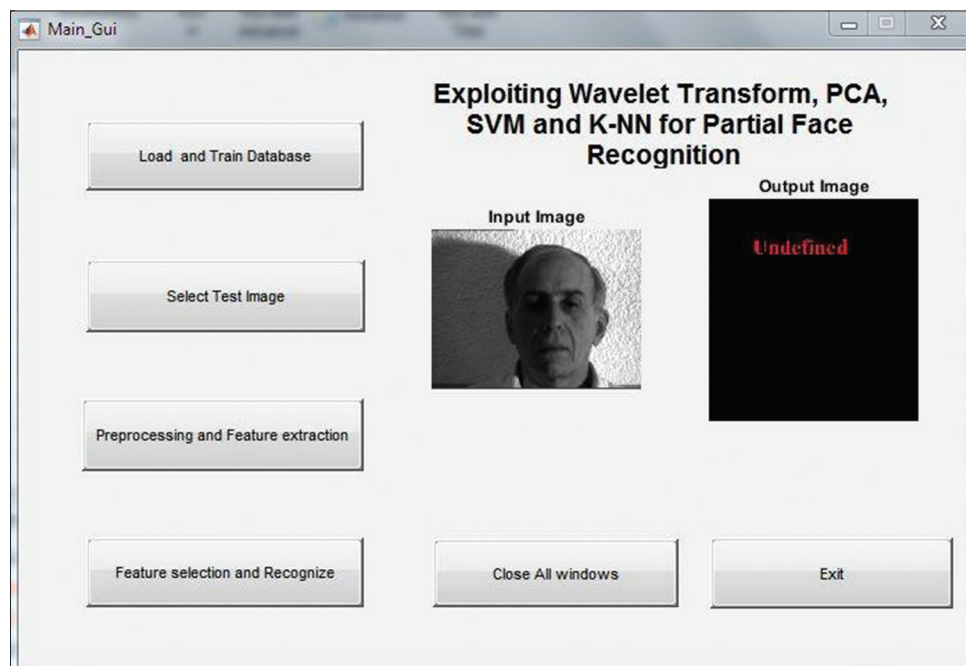 Main_Gui
Exploiting Wavelet Transform, PCA,
SVM and K-NN for Partial Face
Recognition
Load and Train Database
Select Test Image
Preprocessing and Feature extraction
Feature selection and Recognize
Input Image
Output Image
Undefined
Close All windows
Exit